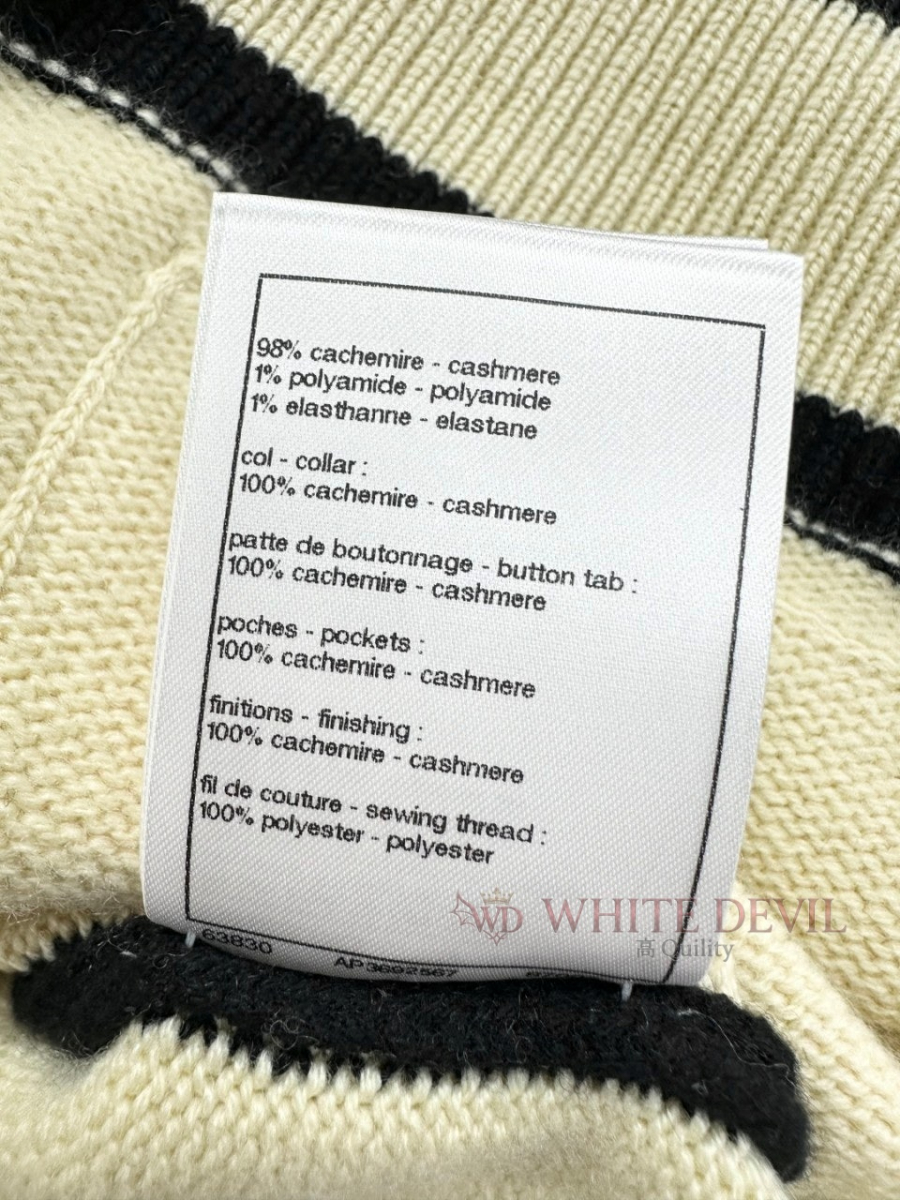 98% cachemire - cashmere
1% polyamide - polyamide
1% elasthanne - elastane
col - collar :
100% cachemire - cashmere
patte de boutonnage - button tab :
100% cachemire - cashmere
poches - pockets :
100% cachemire - cashmere
finitions - finishing :
100% cachemire - cashmere
fil de couture - sewing thread :
100% polyester - polyester
63830 AP3692567
WD WHITE DEVIL
高 Quility